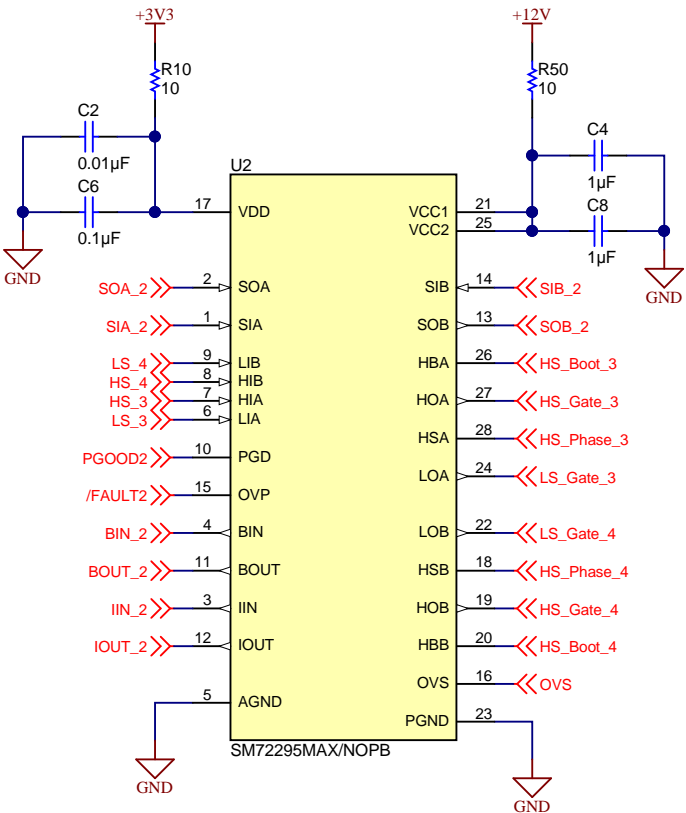 +3V3
+12V
R10
10
R50
10
C2
0.01µF
C4
1µF
C6
0.1µF
C8
1µF
GND
GND
U2
17 VDD
VCC1 21
VCC2 25
SOA_2 2 SOA
SIB 14 SIB_2
SIA_2 1 SIA
SOB 13 SOB_2
LS_4 9 LIB
HBA 26 HS_Boot_3
HS_4 8 HIB
HS_3 7 HIA
HOA 27 HS_Gate_3
LS_3 6 LIA
HSA 28 HS_Phase_3
PGOOD2 10 PGD
LOA 24 LS_Gate_3
/FAULT2 15 OVP
BIN_2 4 BIN
LOB 22 LS_Gate_4
BOUT_2 11 BOUT
HSB 18 HS_Phase_4
IIN_2 3 IIN
HOB 19 HS_Gate_4
IOUT_2 12 IOUT
HBB 20 HS_Boot_4
OVS 16 OVS
5 AGND
PGND 23
SM72295MAX/NOPB
GND
GND